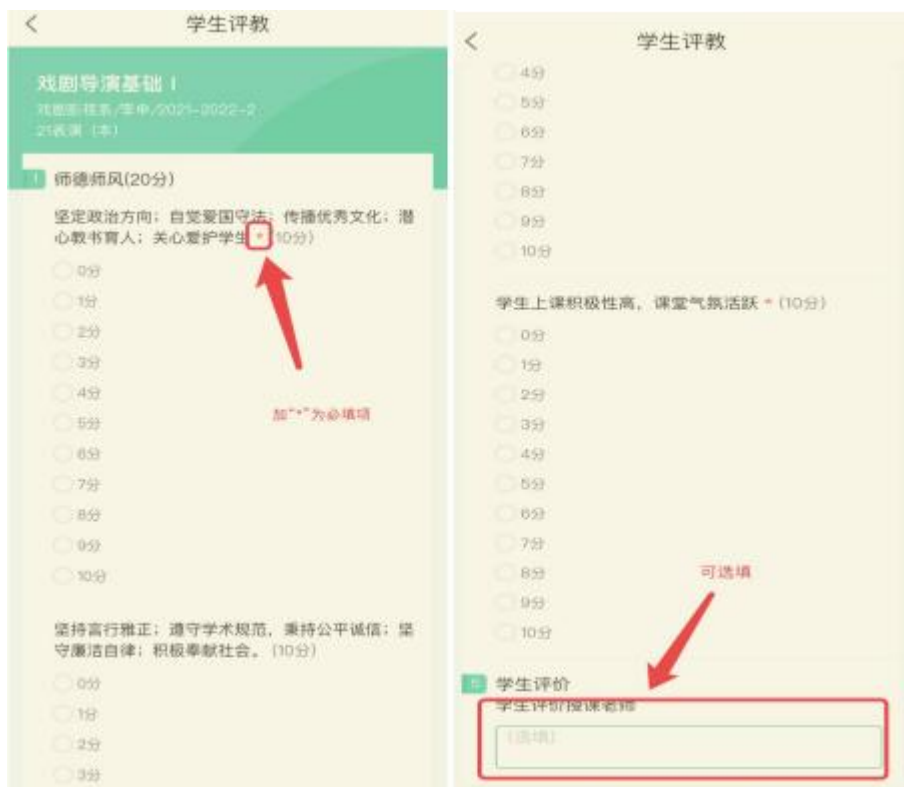 学生评教
戏剧导演基础 I
21表演（本）
1 师德师风(20分)
坚定政治方向；自觉爱国守法；传播优秀文化；潜
心教书育人；关心爱护学生 * (10分)
0分
1分
2分
3分
4分
5分
6分
7分
8分
9分
10分
加"*"为必填项
坚持言行雅正；遵守学术规范，秉持公平诚信；坚
守廉洁自律；积极奉献社会。(10分)
0分
1分
2分
3分
学生评教
4分
5分
6分
7分
8分
9分
10分
学生上课积极性高，课堂气氛活跃 * (10分)
0分
1分
2分
3分
4分
5分
6分
7分
8分
9分
10分
可选填
5 学生评价
学生评价授课老师
(选填)